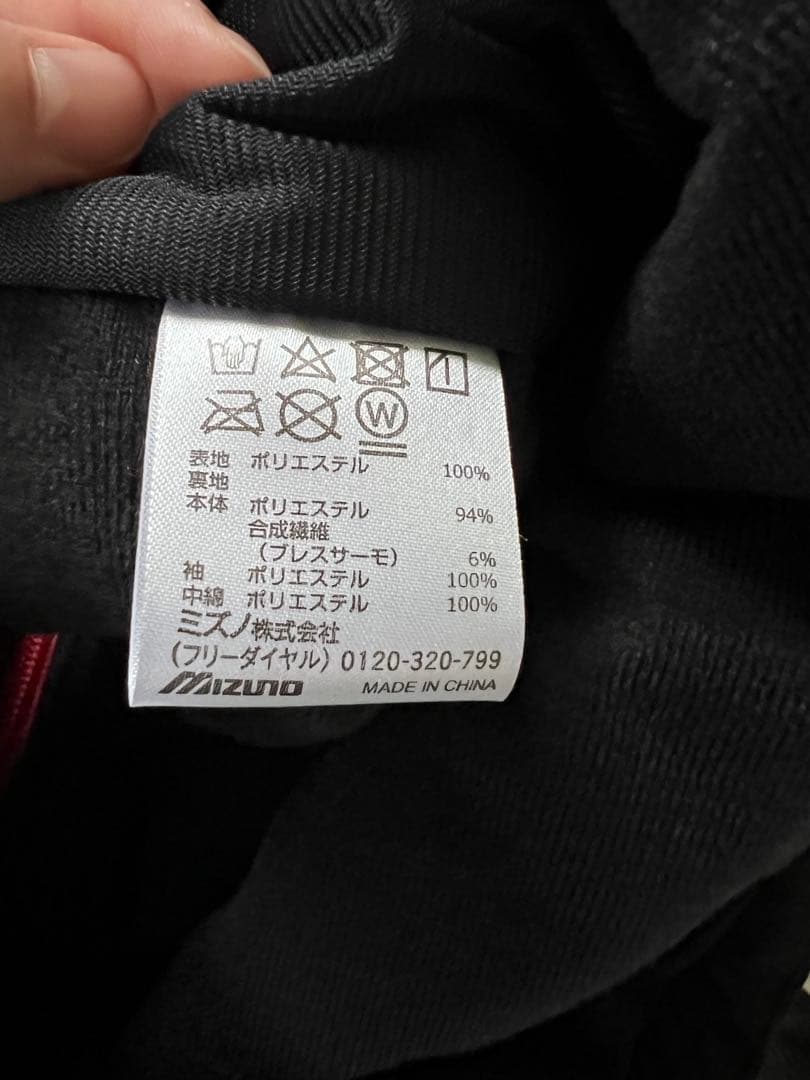 表地 ポリエステル 100%
裏地
本体 ポリエステル 94%
合成繊維
(ブレスサーモ) 6%
袖 ポリエステル 100%
中綿 ポリエステル 100%
ミズノ株式会社
(フリーダイヤル) 0120-320-799
MIZUNO MADE IN CHINA